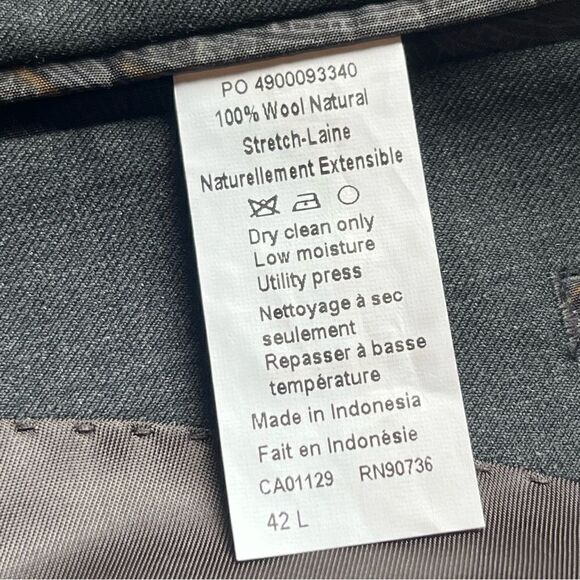 PO 4900093340
100% Wool Natural
Stretch-Laine
Naturellement Extensible
Dry clean only
Low moisture
Utility press
Nettoyage à sec
seulement
Repasser à basse
température
Made in Indonesia
Fait en Indonésie
CA01129 RN90736
42 L